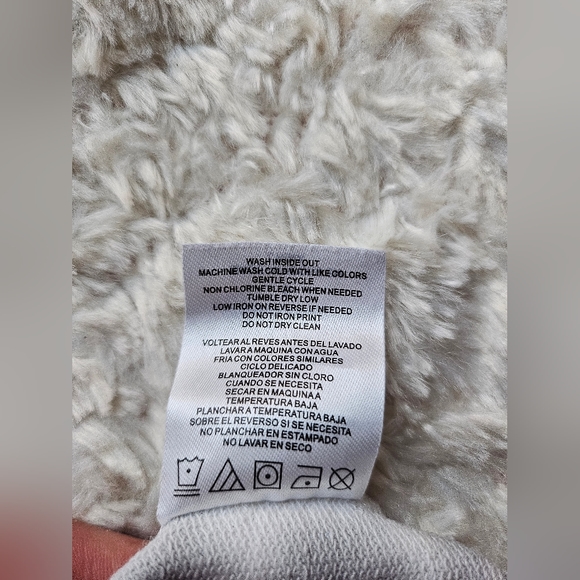 WASH INSIDE OUT
MACHINE WASH COLD WITH LIKE COLORS
GENTLE CYCLE
NON CHLORINE BLEACH WHEN NEEDED
TUMBLE DRY LOW
LOW IRON ON REVERSE IF NEEDED
DO NOT IRON PRINT
DO NOT DRY CLEAN
VOLTEAR AL REVES ANTES DEL LAVADO
LAVAR A MAQUINA CON AGUA
FRIA CON COLORES SIMILARES
CICLO DELICADO
BLANQUEADOR SIN CLORO
CUANDO SE NECESITA
SECAR EN MAQUINA A
TEMPERATURA BAJA
PLANCHAR A TEMPERATURA BAJA
SOBRE EL REVERSO SI SE NECESITA
NO PLANCHAR EN ESTAMPADO
NO LAVAR EN SECO